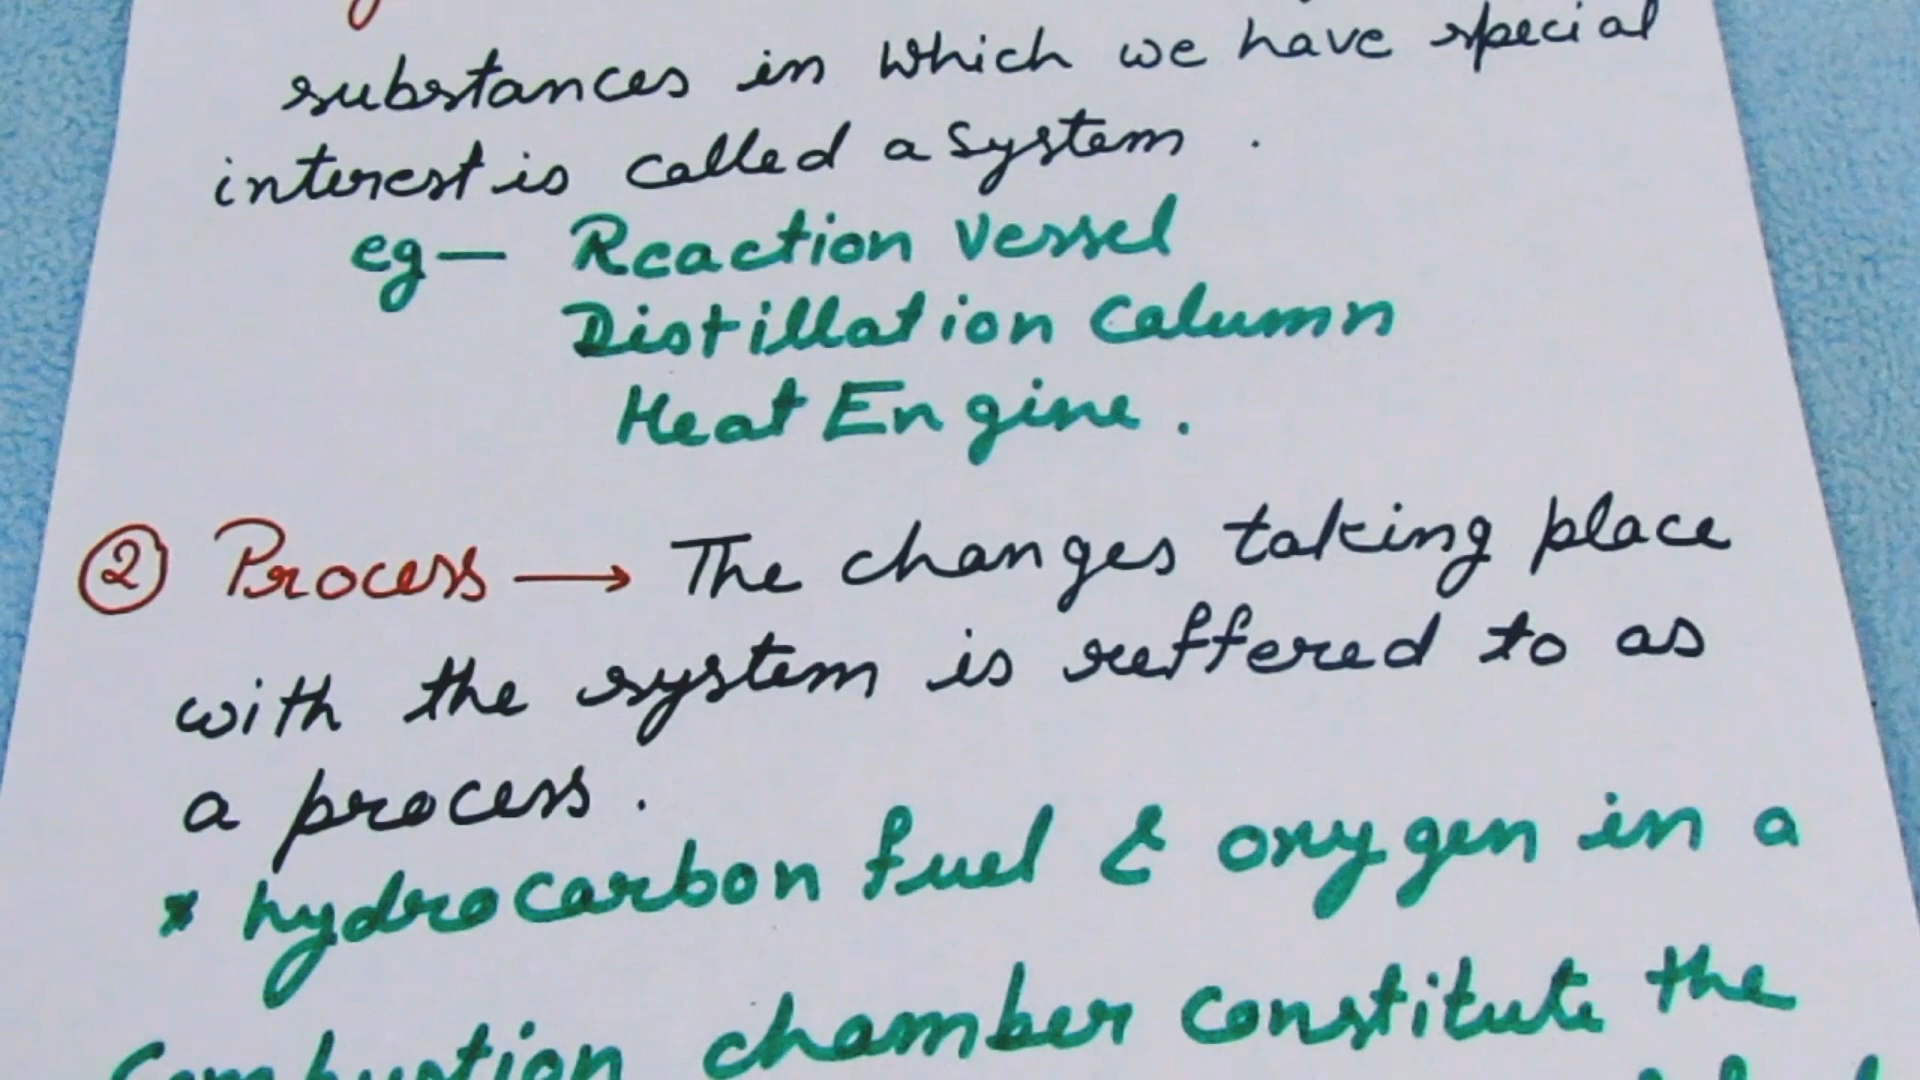 substances in which we have special
interest is called a system .
eg — Reaction Vessel
Distillation Column
Heat Engine .
② Process → The changes taking place
with the system is reffered to as
a process .
* hydrocarbon fuel & oxygen in a
Combustion chamber constitute the